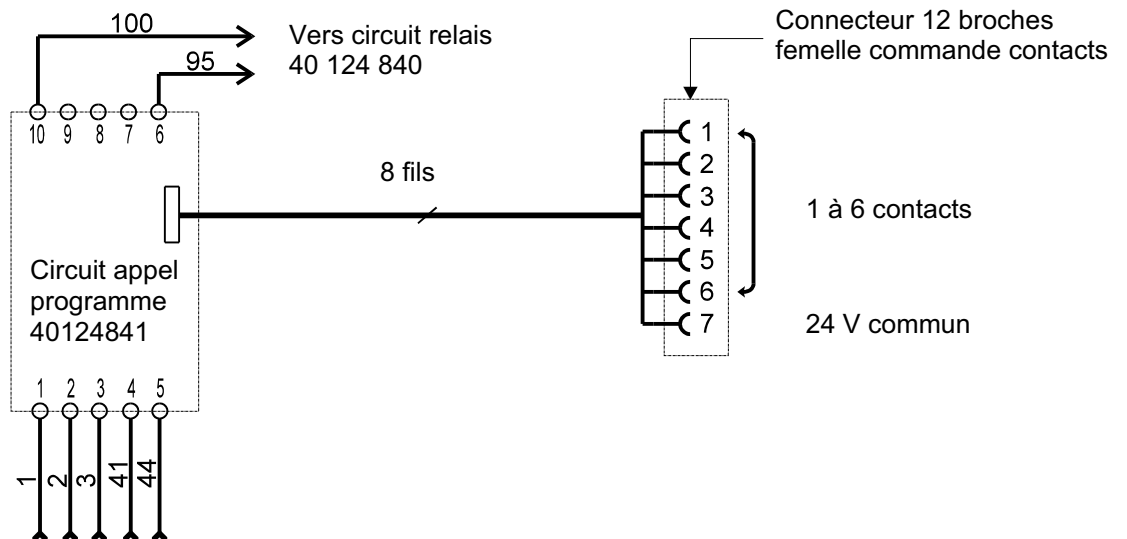 100
Vers circuit relais
40 124 840
95
10 9 8 7 6
Connecteur 12 broches
femelle commande contacts
8 fils
1
2
3
4
5
6
7
1 à 6 contacts
24 V commun
Circuit appel
programme
40124841
1 2 3 4 5
1 2 3 41 44